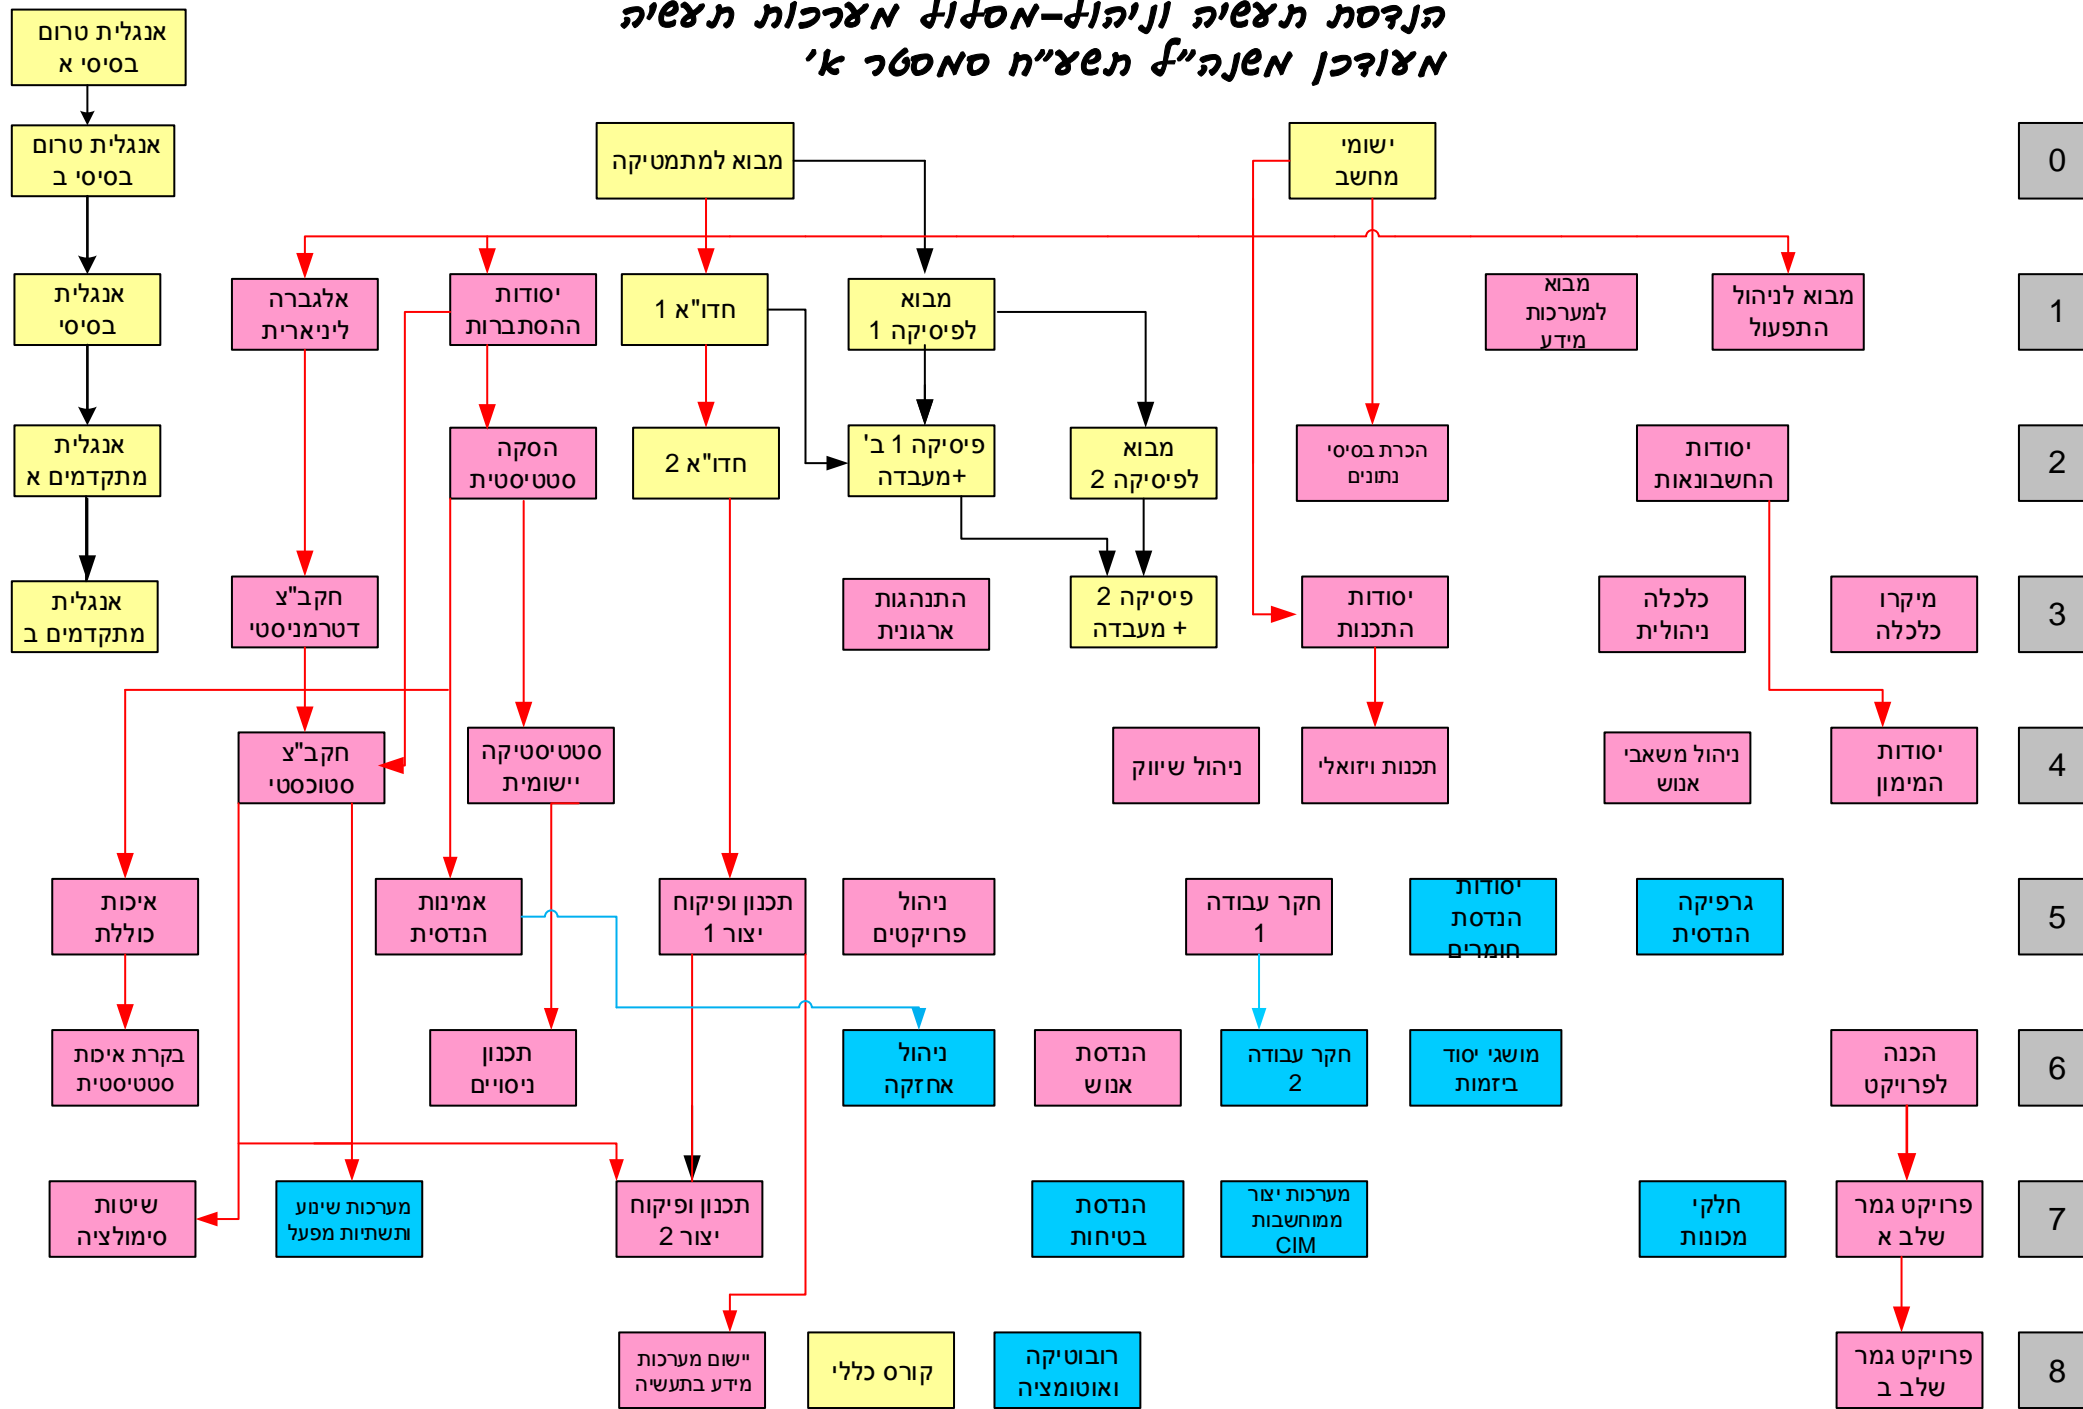 הנדסת תעשיה וניהול-מסלול מערכות תעשיה
מעודכן משנה"ל תשע"ח סמסטר א'
אנגלית טרום
בסיסי א
0
ישומי
מחשב
מבוא למתמטיקה
אנגלית טרום
בסיסי ב
1
מבוא לניהול
התפעול
מבוא
למערכות
מידע
מבוא
לפיסיקה 1
חדו"א 1
יסודות
ההסתברות
אלגברה
ליניארית
אנגלית
בסיסי
2
יסודות
החשבונאות
הכרת בסיסי
נתונים
מבוא
לפיסיקה 2
פיסיקה 1 ב'
+מעבדה
חדו"א 2
הסקה
סטטיסטית
אנגלית
מתקדמים א
3
מיקרו
כלכלה
כלכלה
ניהולית
יסודות
התכנות
פיסיקה 2
+ מעבדה
התנהגות
ארגונית
חקב"צ
דטרמניסטי
אנגלית
מתקדמים ב
4
יסודות
המימון
ניהול משאבי
אנוש
תכנות ויזואלי
ניהול שיווק
סטטיסטיקה
יישומית
חקב"צ
סטוכסטי
5
גרפיקה
הנדסית
יסודות
הנדסת
חומרים
חקר עבודה
1
ניהול
פרויקטים
תכנון ופיקוח
יצור 1
אמינות
הנדסית
איכות
כוללת
6
הכנה
לפרויקט
מושגי יסוד
ביזמות
חקר עבודה
2
הנדסת
אנוש
ניהול
אחזקה
תכנון
ניסויים
בקרת איכות
סטטיסטית
7
פרויקט גמר
שלב א
חלקי
מכונות
מערכות יצור
ממוחשבות
CIM
הנדסת
בטיחות
תכנון ופיקוח
יצור 2
מערכות שינוע
ותשתיות מפעל
שיטות
סימולציה
8
פרויקט גמר
שלב ב
רובוטיקה
ואוטומציה
קורס כללי
יישום מערכות
מידע בתעשיה